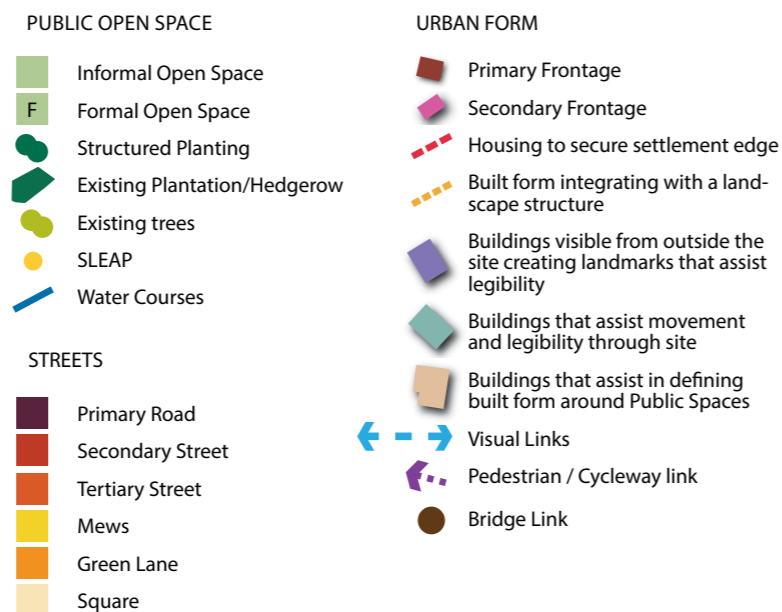 PUBLIC OPEN SPACE
Informal Open Space
F
Formal Open Space
Structured Planting
Existing Plantation/Hedgerow
Existing trees
SLEAP
Water Courses
STREETS
Primary Road
Secondary Street
Tertiary Street
Mews
Green Lane
Square
URBAN FORM
Primary Frontage
Secondary Frontage
Housing to secure settlement edge
Built form integrating with a land-
scape structure
Buildings visible from outside the
site creating landmarks that assist
legibility
Buildings that assist movement
and legibility through site
Buildings that assist in defining
built form around Public Spaces
Visual Links
Pedestrian / Cycleway link
Bridge Link